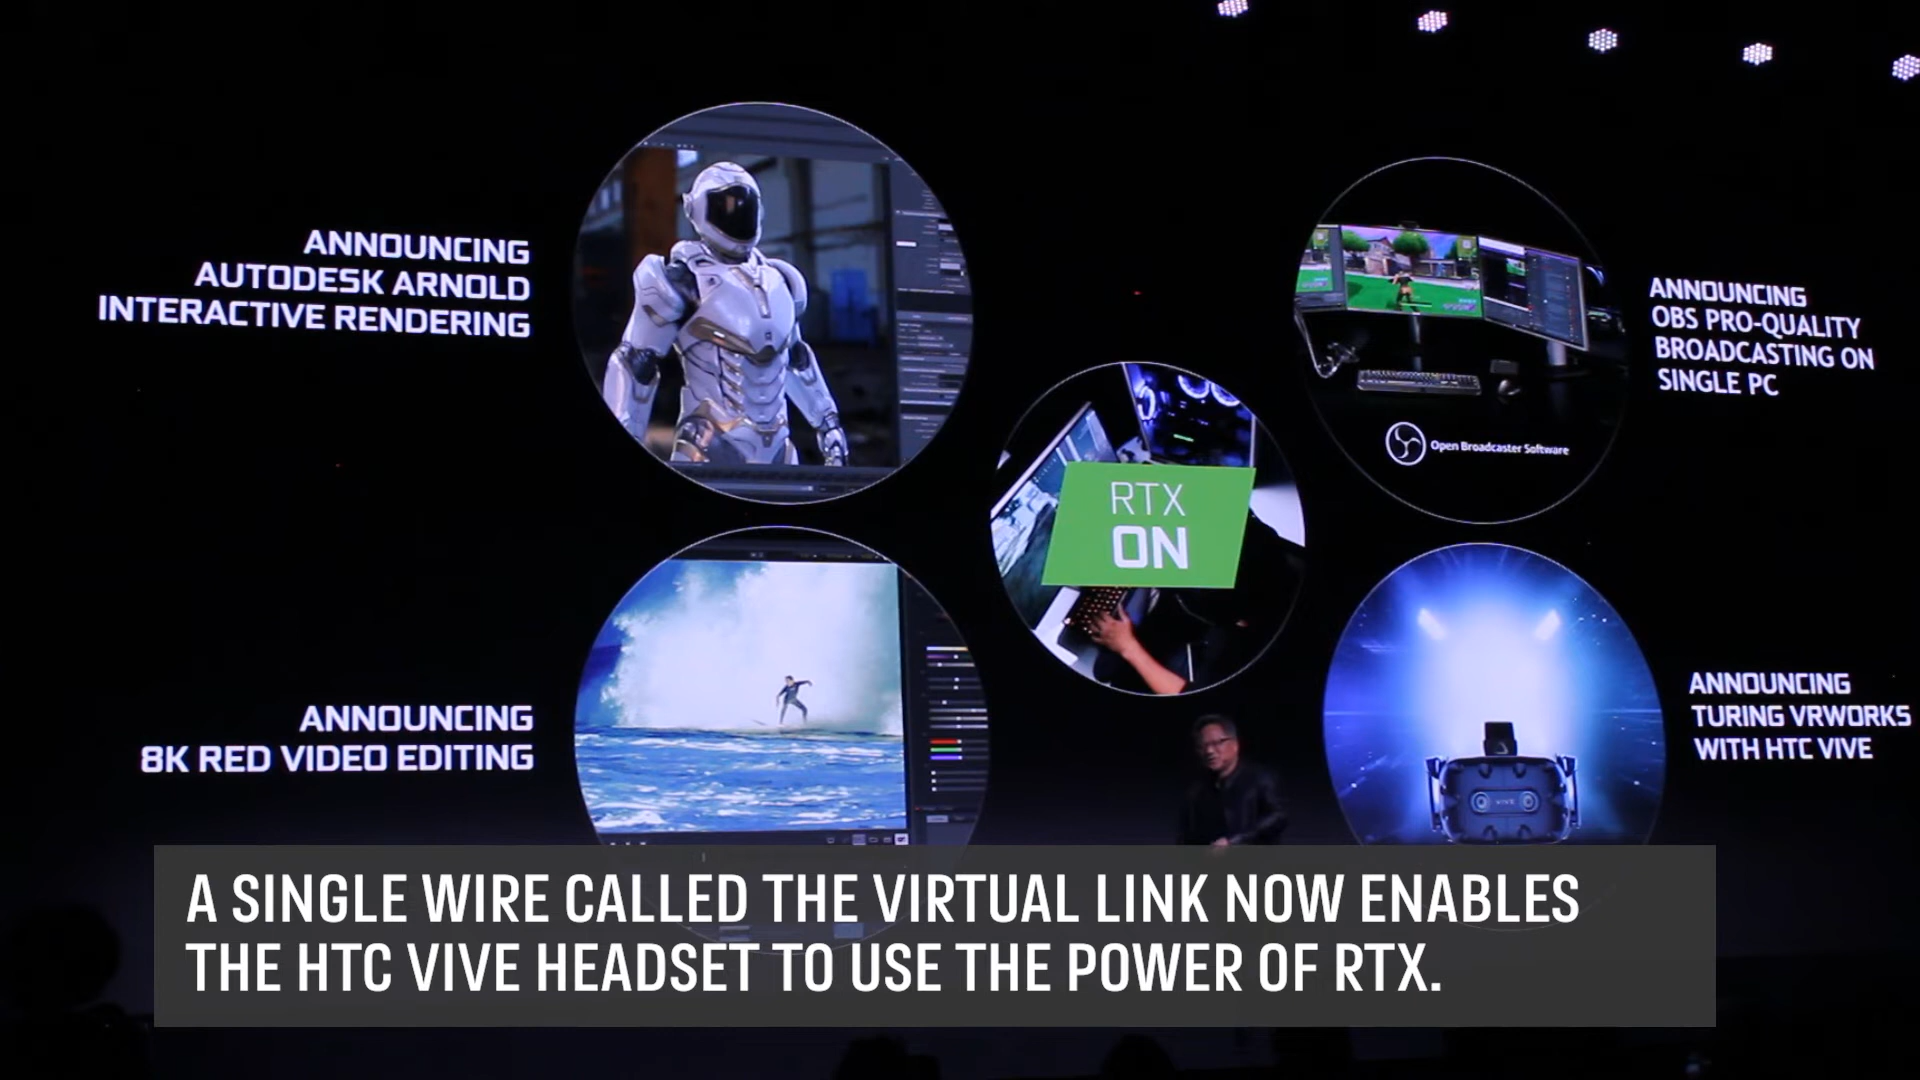 ANNOUNCING
AUTODESK ARNOLD
INTERACTIVE RENDERING
ANNOUNCING
OBS PRO-QUALITY
BROADCASTING ON
SINGLE PC
Open Broadcaster Software
RTX
ON
ANNOUNCING
8K RED VIDEO EDITING
ANNOUNCING
TURING VRWORKS
WITH HTC VIVE
VIVE
A SINGLE WIRE CALLED THE VIRTUAL LINK NOW ENABLES
THE HTC VIVE HEADSET TO USE THE POWER OF RTX.